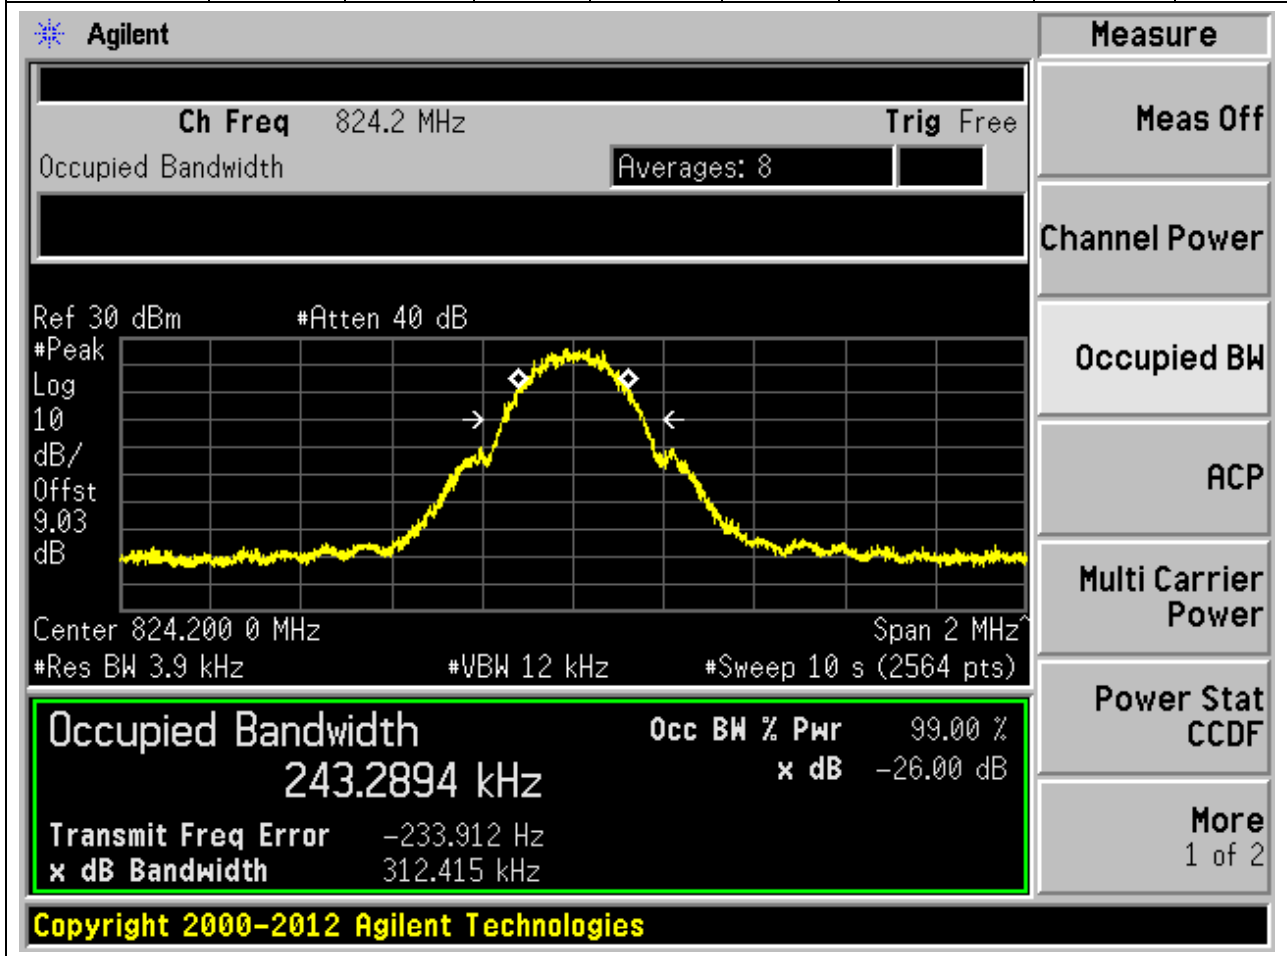 Agilent
Measure
Ch Freq 824.2 MHz Trig Free
Occupied Bandwidth Averages: 8
Meas Off
Channel Power
Occupied BW
ACP
Multi Carrier
Power
Power Stat
CCDF
More
1 of 2
Ref 30 dBm #Atten 40 dB
#Peak
Log
10
dB/
Offst
9.03
dB
Center 824.200 0 MHz Span 2 MHz^
#Res BW 3.9 kHz #VBW 12 kHz #Sweep 10 s (2564 pts)
Occupied Bandwidth Occ BW % Pwr 99.00 %
243.2894 kHz x dB -26.00 dB
Transmit Freq Error -233.912 Hz
x dB Bandwidth 312.415 kHz
Copyright 2000-2012 Agilent Technologies